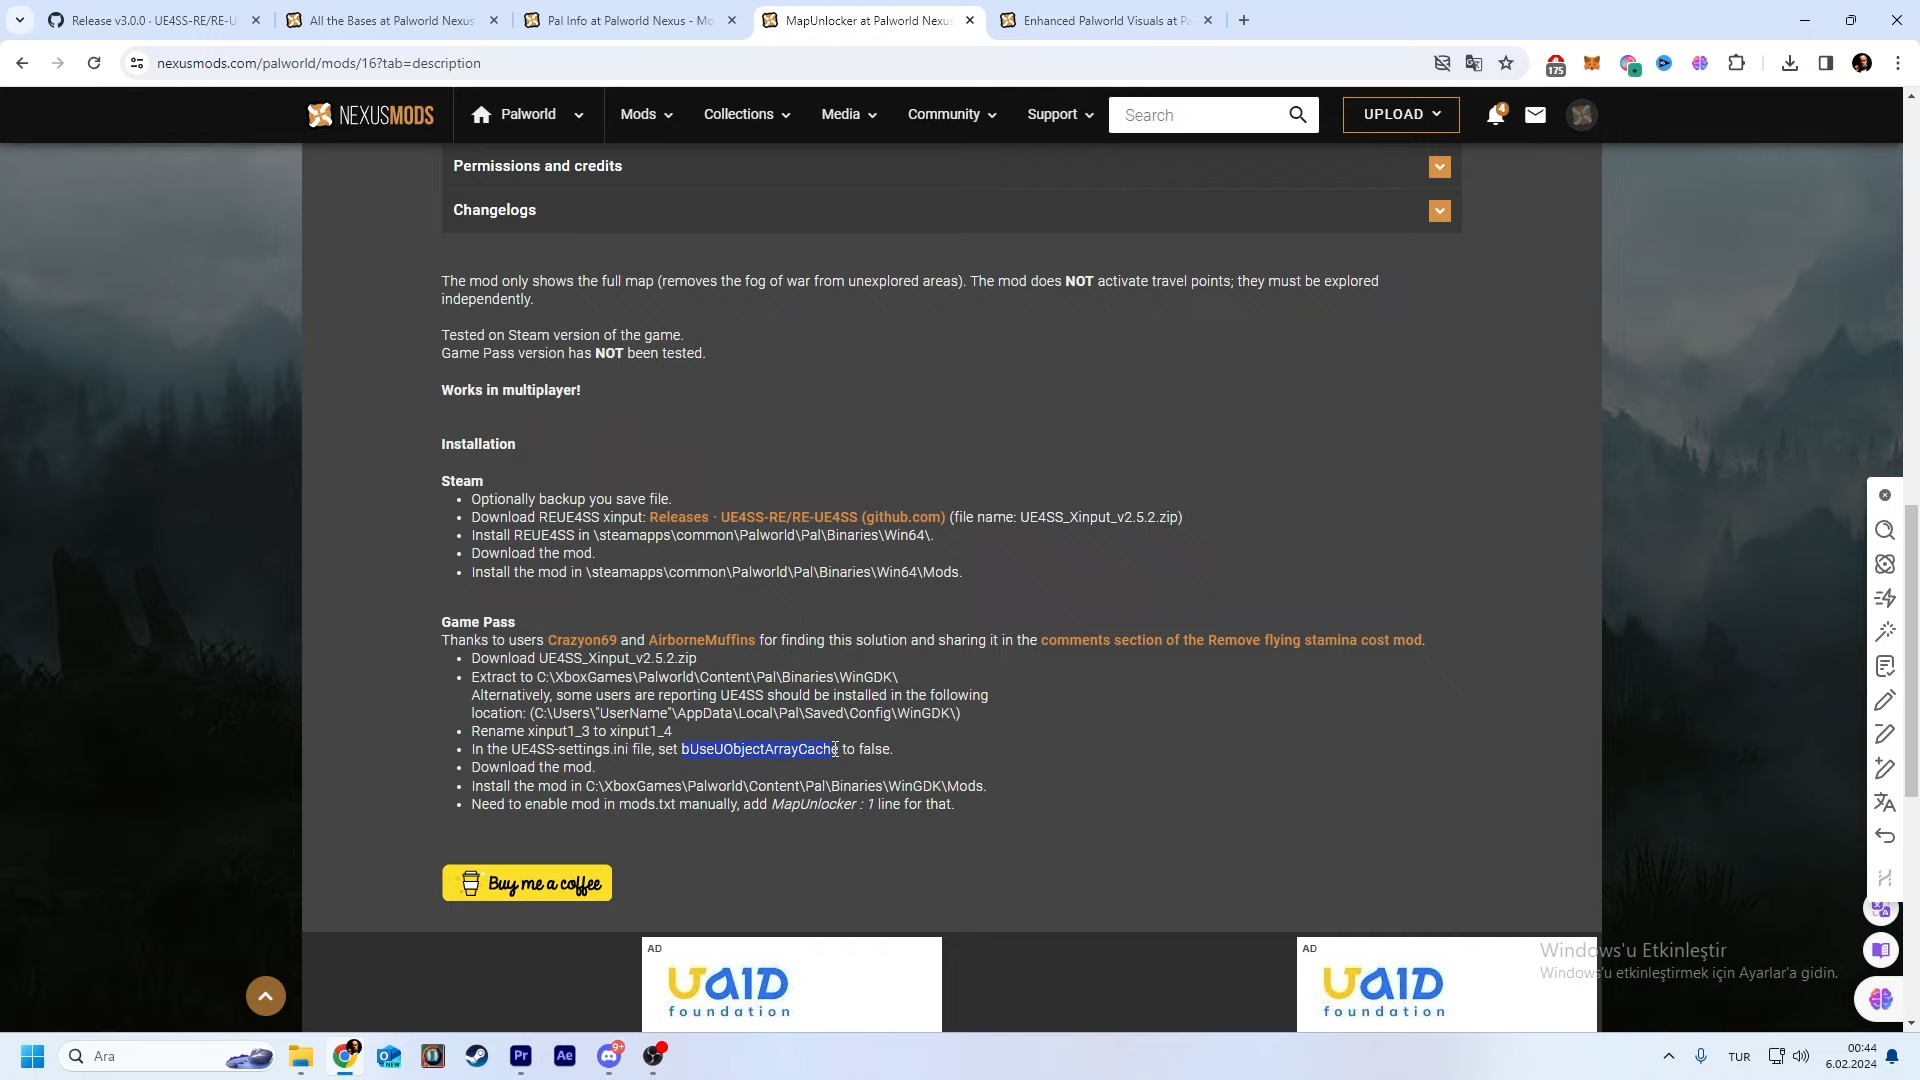 Release v3.0.0 · UE4SS-RE/RE-U
All the Bases at Palworld Nexus
Pal Info at Palworld Nexus - Mo
MapUnlocker at Palworld Nexus
Enhanced Palworld Visuals at Pa
nexusmods.com/palworld/mods/16?tab=description
175
NEXUSMODS
Palworld
Mods
Collections
Media
Community
Support
Search
UPLOAD
4
Permissions and credits
Changelogs
The mod only shows the full map (removes the fog of war from unexplored areas). The mod does NOT activate travel points; they must be explored
independently.
Tested on Steam version of the game.
Game Pass version has NOT been tested.
Works in multiplayer!
Installation
Steam
• Optionally backup you save file.
• Download REUE4SS xinput: Releases · UE4SS-RE/RE-UE4SS (github.com) (file name: UE4SS_Xinput_v2.5.2.zip)
• Install REUE4SS in \steamapps\common\Palworld\Pal\Binaries\Win64\.
• Download the mod.
• Install the mod in \steamapps\common\Palworld\Pal\Binaries\Win64\Mods.
Game Pass
Thanks to users Crazyon69 and AirborneMuffins for finding this solution and sharing it in the comments section of the Remove flying stamina cost mod.
• Download UE4SS_Xinput_v2.5.2.zip
• Extract to C:\XboxGames\Palworld\Content\Pal\Binaries\WinGDK\
Alternatively, some users are reporting UE4SS should be installed in the following
location: (C:\Users\"UserName"\AppData\Local\Pal\Saved\Config\WinGDK\)
• Rename xinput1_3 to xinput1_4
• In the UE4SS-settings.ini file, set bUseUObjectArrayCache to false.
• Download the mod.
• Install the mod in C:\XboxGames\Palworld\Content\Pal\Binaries\WinGDK\Mods.
• Need to enable mod in mods.txt manually, add MapUnlocker : 1 line for that.
Buy me a coffee
AD
UAID
foundation
AD
UAID
foundation
Windows'u Etkinleştir
Windows'u etkinleştirmek için Ayarlar'a gidin.
Ara
NEW
Pr
Ae
9+
TUR
00:44
6.02.2024